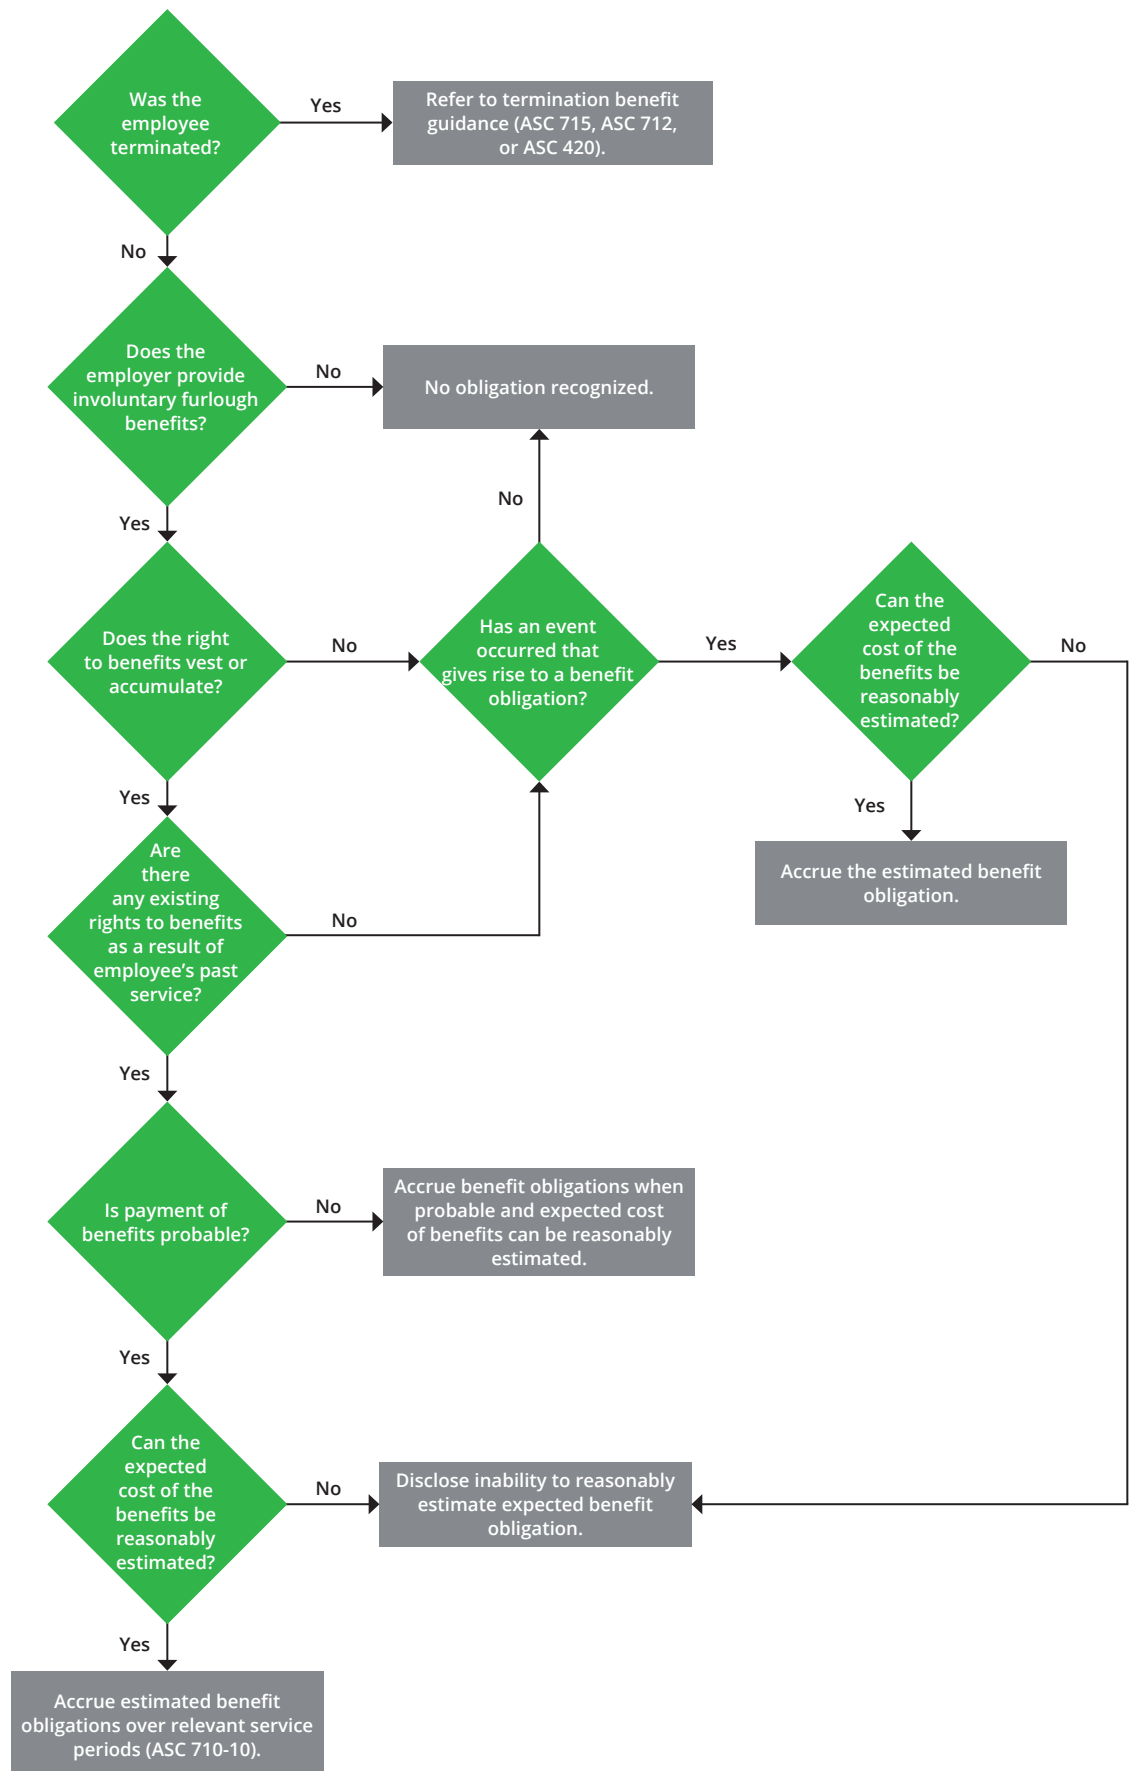 Was the
employee
terminated?
Yes
Refer to termination benefit
guidance (ASC 715, ASC 712,
or ASC 420).
No
Does the
employer provide
involuntary furlough
benefits?
No
No obligation recognized.
Yes
No
Does the right
to benefits vest or
accumulate?
No
Has an event
occurred that
gives rise to a benefit
obligation?
Yes
Can the
expected
cost of the
benefits be
reasonably
estimated?
No
Yes
Yes
Accrue the estimated benefit
obligation.
Are
there
any existing
rights to benefits
as a result of
employee’s past
service?
No
Yes
Is payment of
benefits probable?
No
Accrue benefit obligations when
probable and expected cost
of benefits can be reasonably
estimated.
Yes
Can the
expected
cost of the
benefits be
reasonably
estimated?
No
Disclose inability to reasonably
estimate expected benefit
obligation.
Yes
Accrue estimated benefit
obligations over relevant service
periods (ASC 710-10).